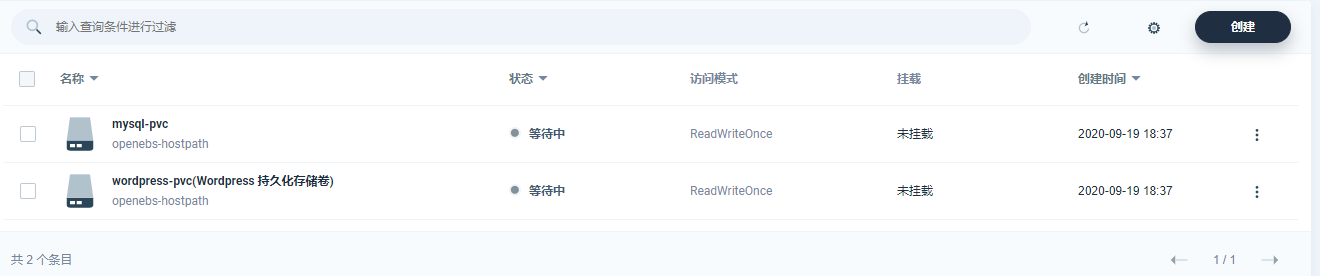 输入查询条件进行过滤 创建
名称 状态 访问模式 挂载 创建时间
mysql-pvc
openebs-hostpath
等待中 ReadWriteOnce 未挂载 2020-09-19 18:37
wordpress-pvc(Wordpress 持久化存储卷)
openebs-hostpath
等待中 ReadWriteOnce 未挂载 2020-09-19 18:37
共 2 个条目 1 / 1